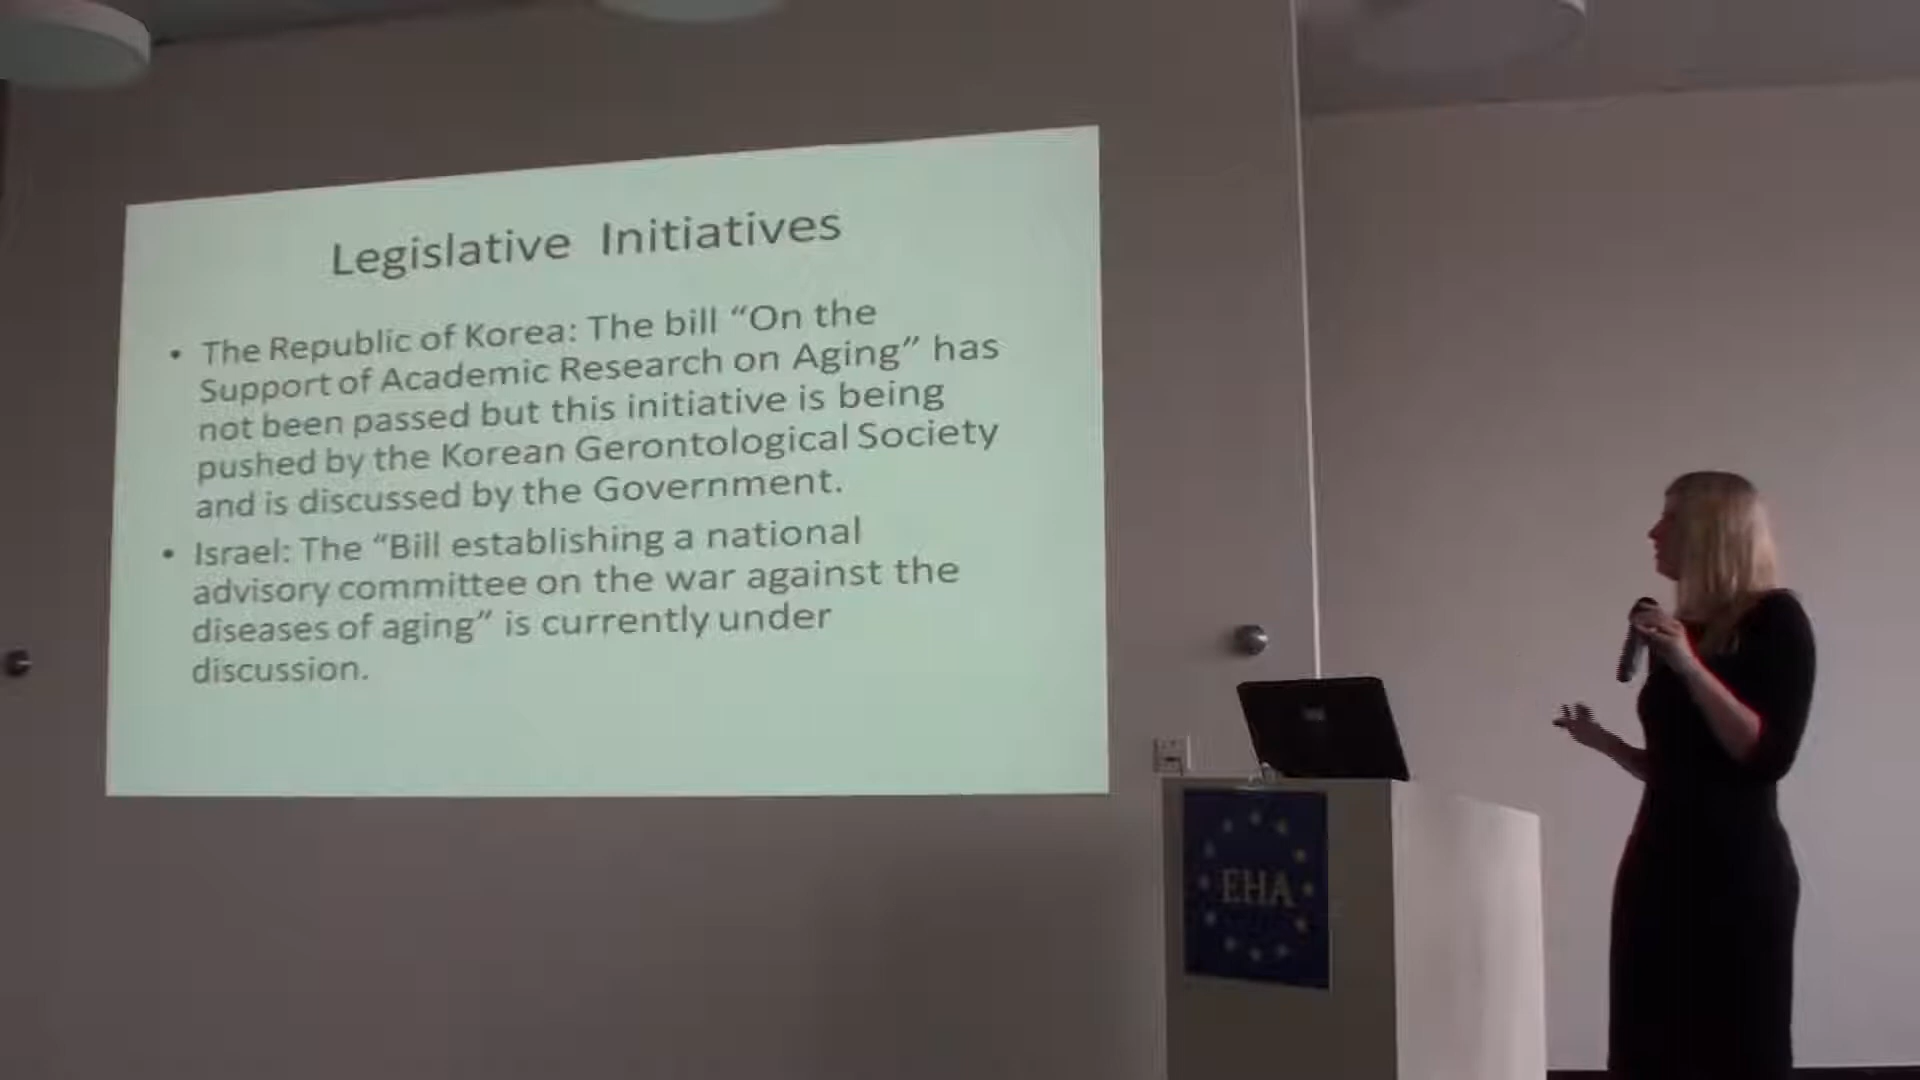 Legislative Initiatives
• The Republic of Korea: The bill “On the
Support of Academic Research on Aging” has
not been passed but this initiative is being
pushed by the Korean Gerontological Society
and is discussed by the Government.
• Israel: The “Bill establishing a national
advisory committee on the war against the
diseases of aging” is currently under
discussion.
EHA